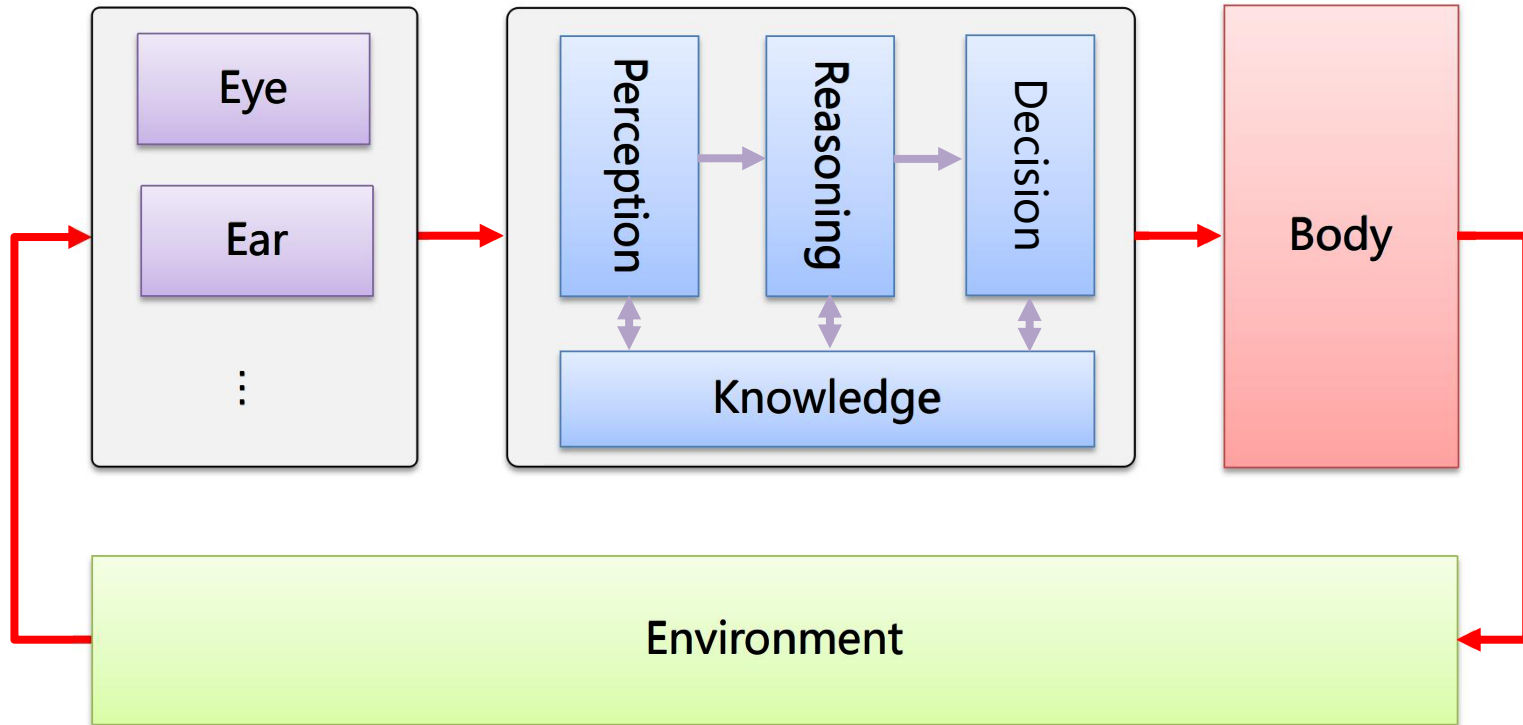 Eye
Ear
⋮
Perception
Reasoning
Decision
Knowledge
Body
Environment